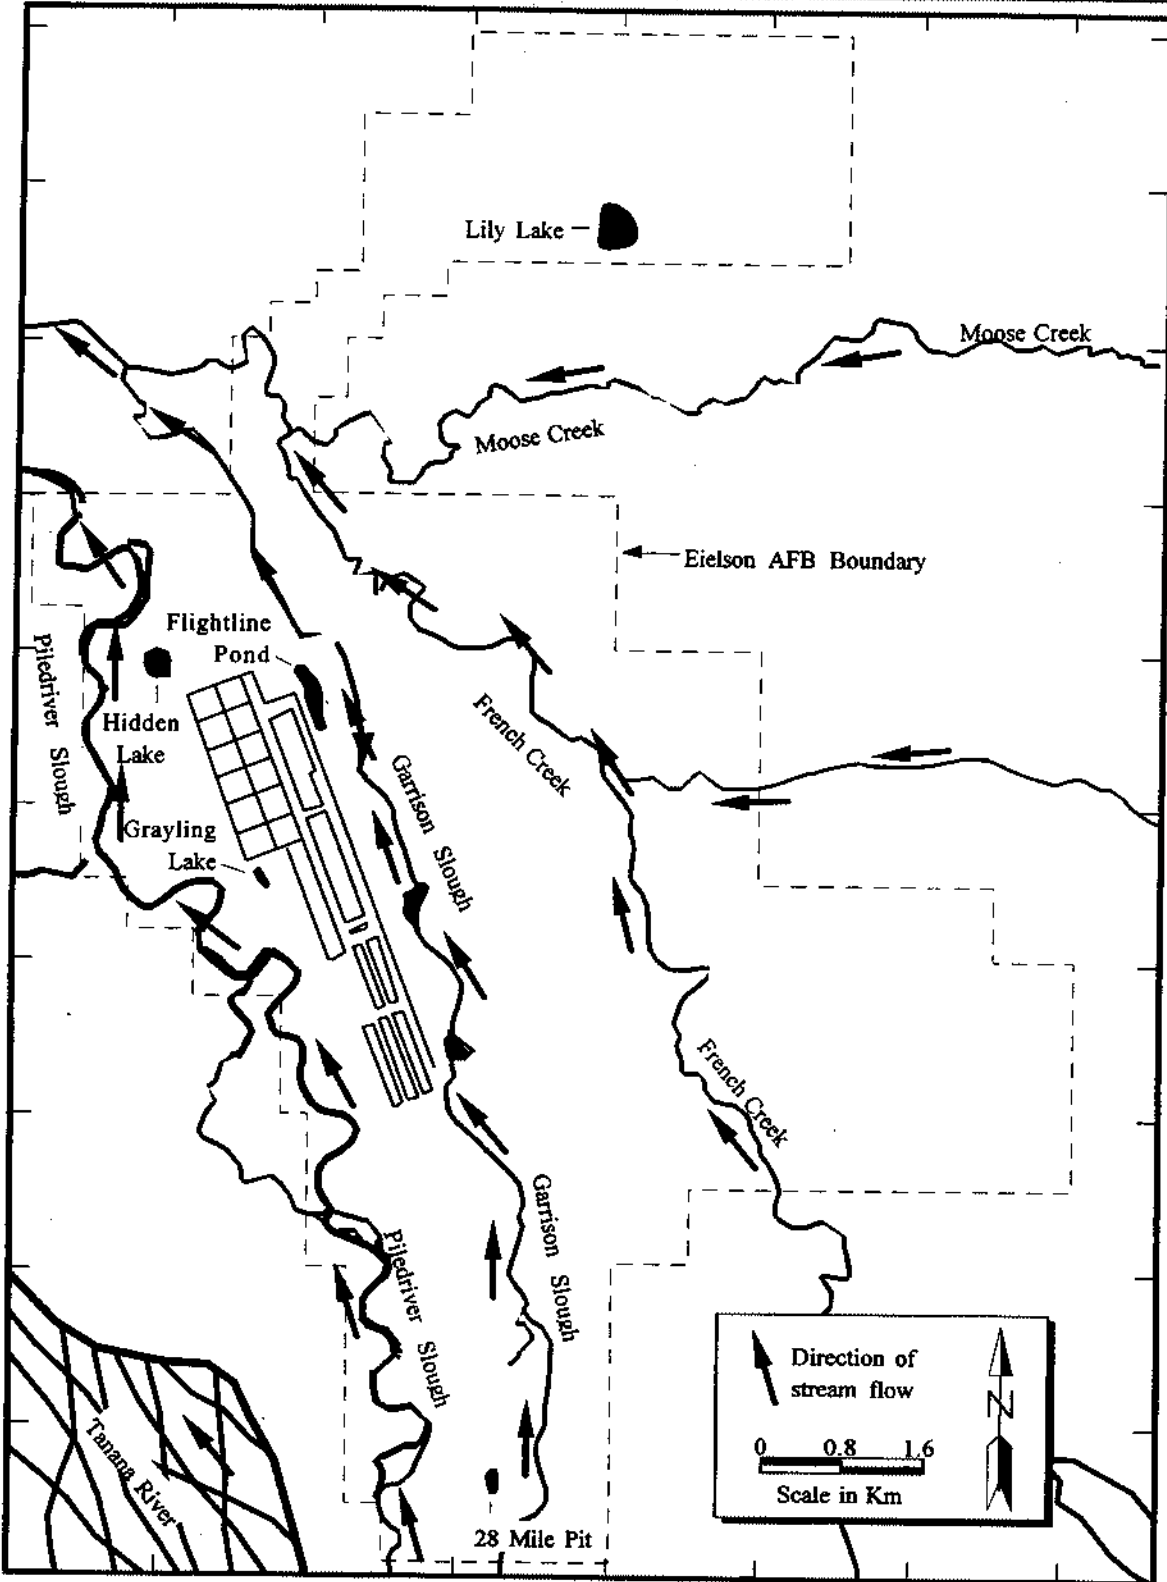 Lily Lake
Moose Creek
Moose Creek
Eielson AFB Boundary
Flightline
Pond
Piledriver Slough
Hidden
Lake
French Creek
Garrison Slough
Grayling
Lake
French Creek
Garrison Slough
Piledriver Slough
Direction of
stream flow
N
0 0.8 1.6
Scale in Km
Tanana River
28 Mile Pit